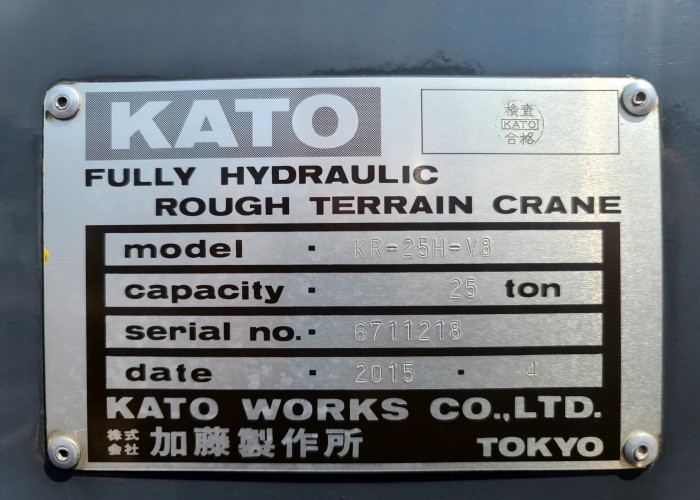 KATO
検査
KATO
合格
FULLY HYDRAULIC
ROUGH TERRAIN CRANE
model · KR-25H-V8
capacity · 25 ton
serial no. · 6711218
date · 2015 · 4
KATO WORKS CO.,LTD.
株式会社 加藤製作所 TOKYO